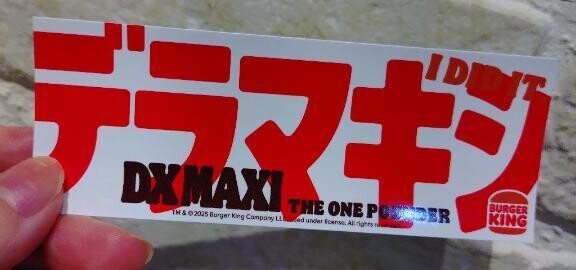 デラマキシ
I DID IT
DX MAXI THE ONE POUNDER
TM & © 2025 Burger King Company LLC. Used under license. All rights reserved.
BURGER
KING